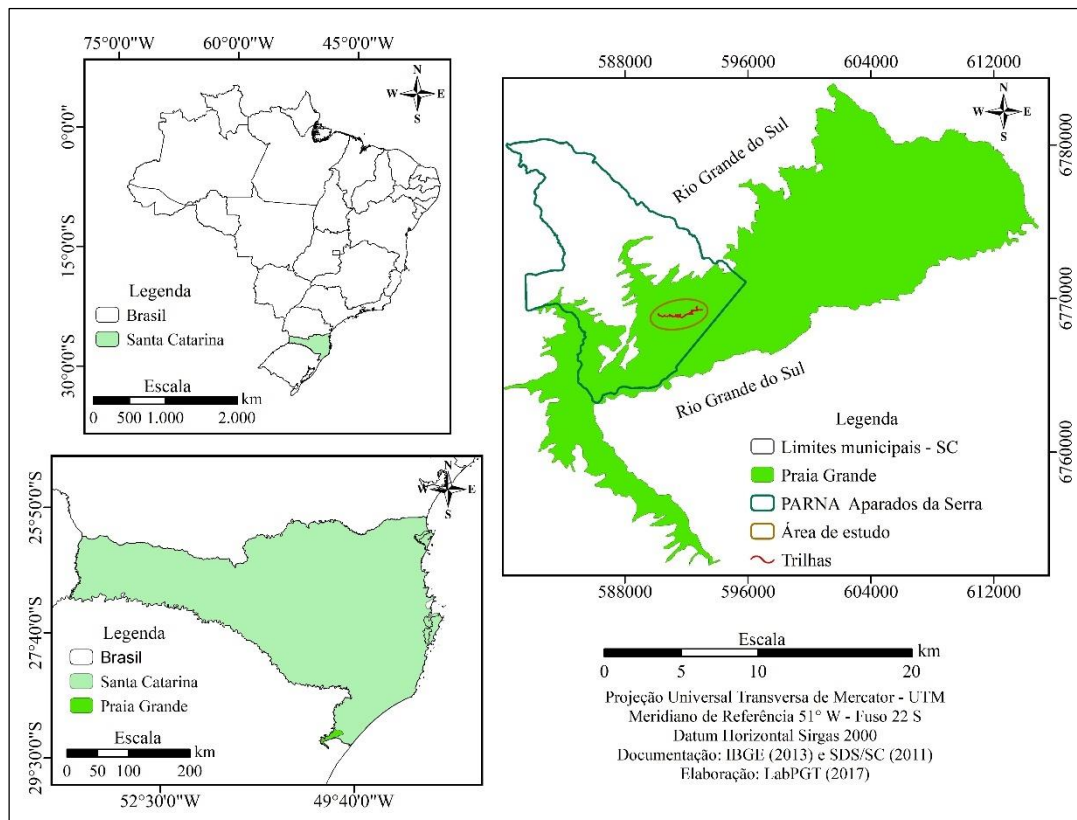 75°0'0"W 60°0'0"W 45°0'0"W
N
W E
S
0°0'0"
15°0'0"S
30°0'0"S
Legenda
Brasil
Santa Catarina
Escala
km
0 500 1.000 2.000
588000 596000 604000 612000
N
W E
S
6780000
6770000
6760000
Rio Grande do Sul
Rio Grande do Sul
Legenda
Limites municipais - SC
Praia Grande
PARNA Aparados da Serra
Área de estudo
Trilhas
588000 596000 604000 612000
N
W E
S
25°50'0"S
27°40'0"S
29°30'0"S
Legenda
Brasil
Santa Catarina
Praia Grande
Escala
km
0 50 100 200
52°30'0"W 49°40'0"W
Escala
km
0 5 10 20
Projeção Universal Transversa de Mercator - UTM
Meridiano de Referência 51° W - Fuso 22 S
Datum Horizontal Sirgas 2000
Documentação: IBGE (2013) e SDS/SC (2011)
Elaboração: LabPGT (2017)